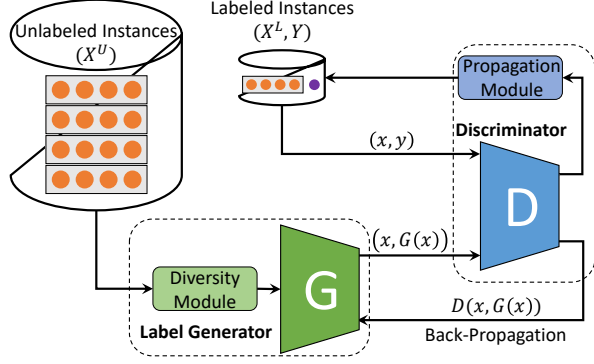 Unlabeled Instances
(X^U)
Labeled Instances
(X^L, Y)
Propagation
Module
Discriminator
(x, y)
D
(x, G(x))
Diversity
Module
G
Label Generator
D(x, G(x))
Back-Propagation